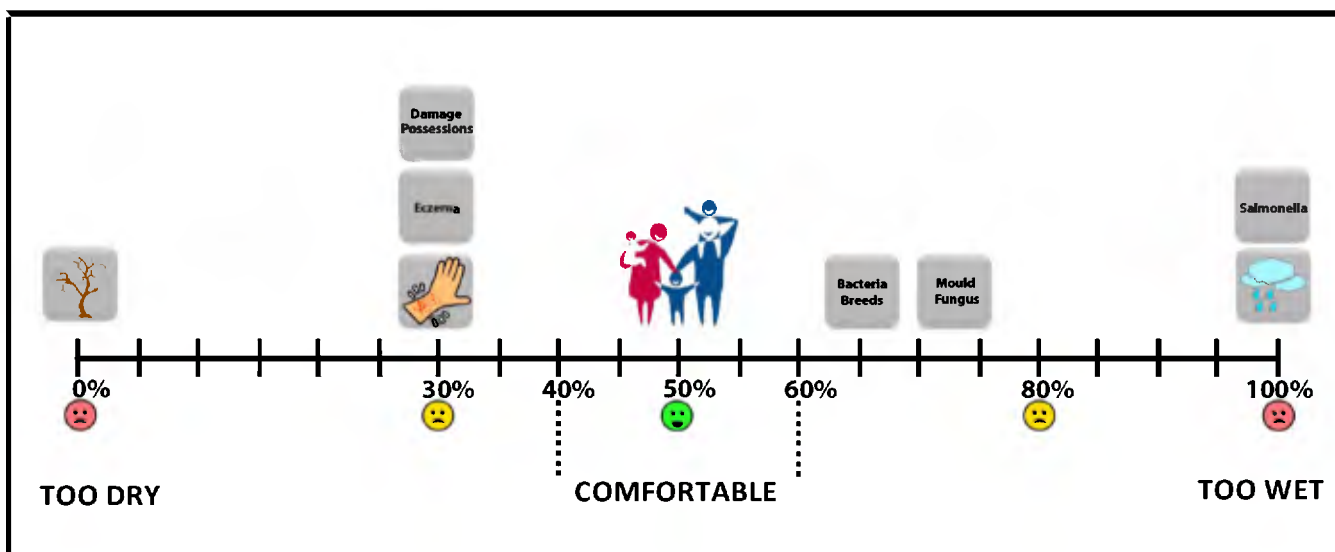 Damage
Possessions
Eczema
Salmonella
Bacteria
Breeds
Mould
Fungus
0%
30%
40%
50%
60%
80%
100%
TOO DRY
COMFORTABLE
TOO WET